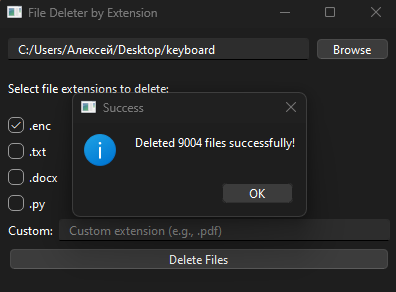 File Deleter by Extension
C:/Users/Алексей/Desktop/keyboard
Browse
Select file extensions to delete:
Success
Deleted 9004 files successfully!
OK
.enc
.txt
.docx
.py
Custom:
Custom extension (e.g., .pdf)
Delete Files